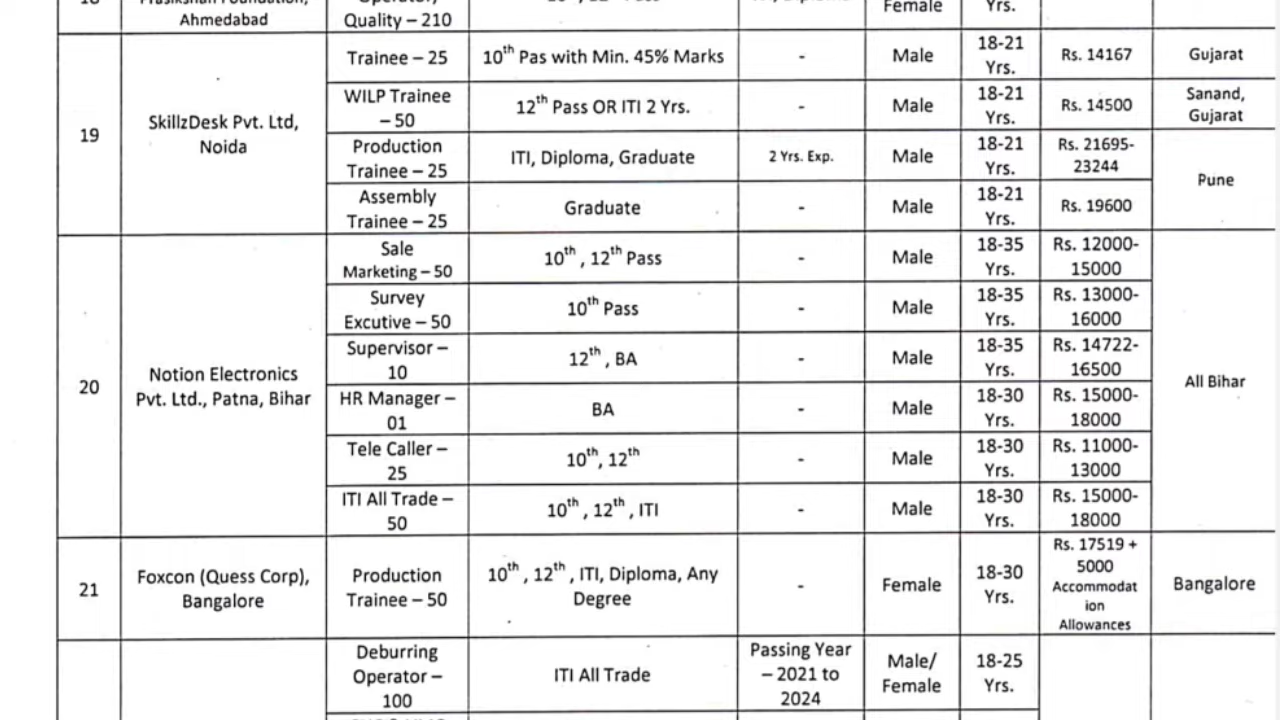 Ahmedabad
Quality – 210
Female
Yrs.
19
SkillzDesk Pvt. Ltd,
Noida
Trainee – 25
10th Pas with Min. 45% Marks
-
Male
18-21
Yrs.
Rs. 14167
Gujarat
WILP Trainee
– 50
12th Pass OR ITI 2 Yrs.
-
Male
18-21
Yrs.
Rs. 14500
Sanand,
Gujarat
Production
Trainee – 25
ITI, Diploma, Graduate
2 Yrs. Exp.
Male
18-21
Yrs.
Rs. 21695-
23244
Pune
Assembly
Trainee – 25
Graduate
-
Male
18-21
Yrs.
Rs. 19600
20
Notion Electronics
Pvt. Ltd., Patna, Bihar
Sale
Marketing – 50
10th , 12th Pass
-
Male
18-35
Yrs.
Rs. 12000-
15000
All Bihar
Survey
Excutive – 50
10th Pass
-
Male
18-35
Yrs.
Rs. 13000-
16000
Supervisor –
10
12th , BA
-
Male
18-35
Yrs.
Rs. 14722-
16500
HR Manager –
01
BA
-
Male
18-30
Yrs.
Rs. 15000-
18000
Tele Caller –
25
10th, 12th
-
Male
18-30
Yrs.
Rs. 11000-
13000
ITI All Trade –
50
10th , 12th , ITI
-
Male
18-30
Yrs.
Rs. 15000-
18000
21
Foxcon (Quess Corp),
Bangalore
Production
Trainee – 50
10th , 12th , ITI, Diploma, Any
Degree
-
Female
18-30
Yrs.
Rs. 17519 +
5000
Accommodat
ion
Allowances
Bangalore
Deburring
Operator –
100
ITI All Trade
Passing Year
– 2021 to
2024
Male/
Female
18-25
Yrs.